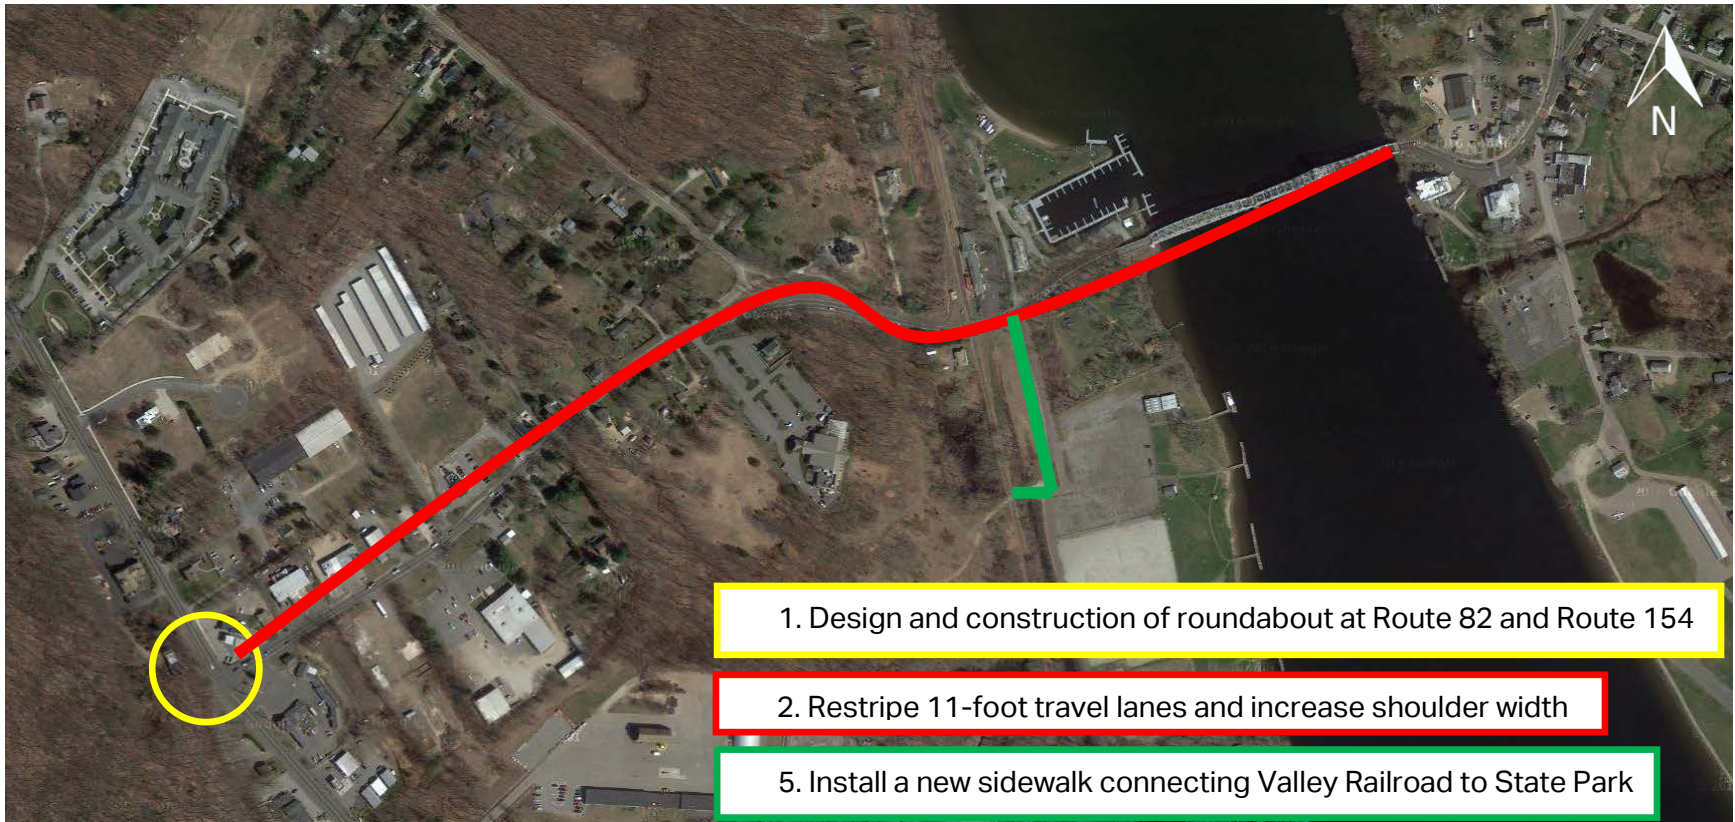 N
1. Design and construction of roundabout at Route 82 and Route 154
2. Restripe 11-foot travel lanes and increase shoulder width
5. Install a new sidewalk connecting Valley Railroad to State Park